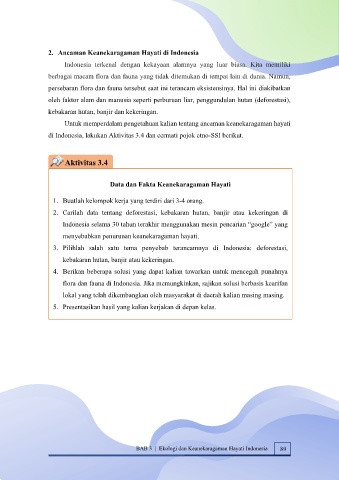 2. Ancaman Keanekaragaman Hayati di Indonesia
Indonesia terkenal dengan kekayaan alamnya yang luar biasa. Kita memiliki
berbagai macam flora dan fauna yang tidak ditemukan di tempat lain di dunia. Namun,
persebaran flora dan fauna tersebut saat ini terancam eksistensinya. Hal ini diakibatkan
oleh faktor alam dan manusia seperti perburuan liar, penggundulan hutan (deforestasi),
kebakaran hutan, banjir dan kekeringan.
Untuk memperdalam pengetahuan kalian tentang ancaman keanekaragaman hayati
di Indonesia, lakukan Aktivitas 3.4 dan cermati pojok etno-SSI berikut.
Aktivitas 3.4
Data dan Fakta Keanekaragaman Hayati
1. Buatlah kelompok kerja yang terdiri dari 3-4 orang.
2. Carilah data tentang deforestasi, kebakaran hutan, banjir atau kekeringan di
Indonesia selama 30 tahun terakhir menggunakan mesin pencarian “google” yang
menyebabkan penurunan keanekaragaman hayati.
3. Pilihlah salah satu tema penyebab terancamnya di Indonesia: deforestasi,
kebakaran hutan, banjir atau kekeringan.
4. Berikan beberapa solusi yang dapat kalian tawarkan untuk mencegah punahnya
flora dan fauna di Indonesia. Jika memungkinkan, sajikan solusi berbasis kearifan
lokal yang telah dikembangkan oleh masyarakat di daerah kalian masing masing.
5. Presentasikan hasil yang kalian kerjakan di depan kelas.
BAB 3 | Ekologi dan Keanekaragaman Hayati Indonesia